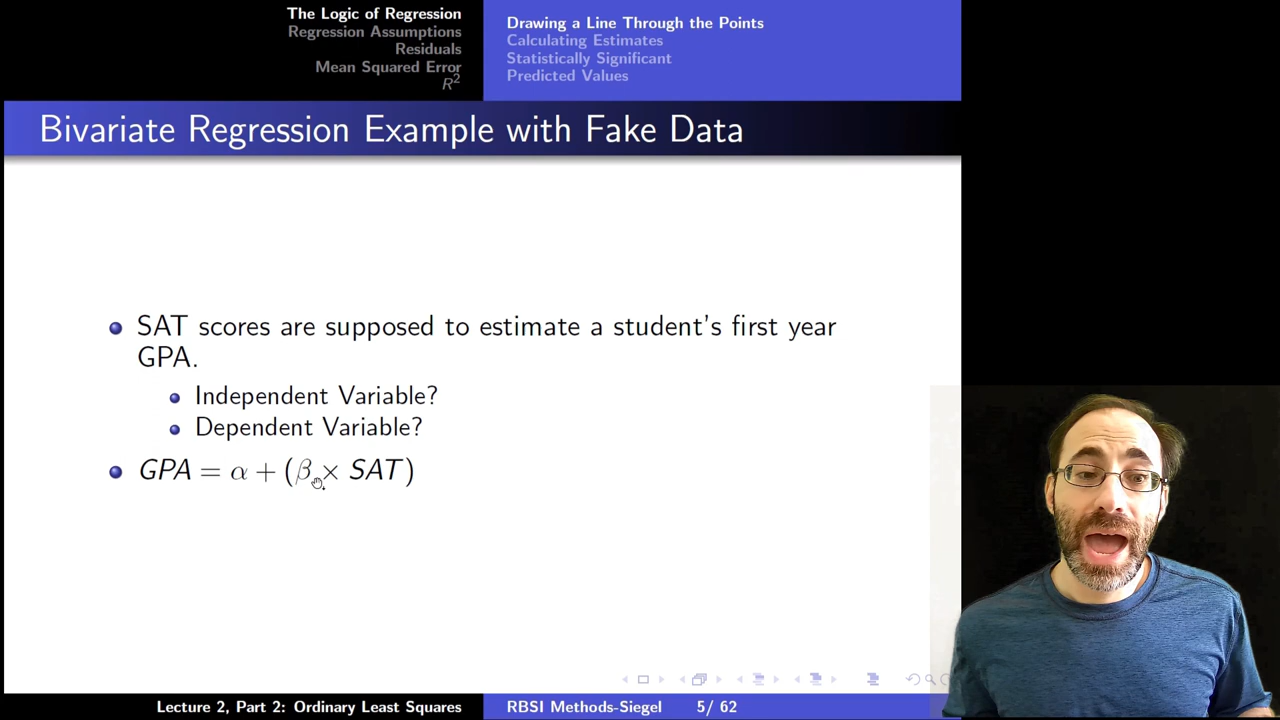 The Logic of Regression
Regression Assumptions
Residuals
Mean Squared Error
R²
Drawing a Line Through the Points
Calculating Estimates
Statistically Significant
Predicted Values
Bivariate Regression Example with Fake Data
SAT scores are supposed to estimate a student's first year
GPA.
Independent Variable?
Dependent Variable?
GPA = α + (β × SAT)
Lecture 2, Part 2: Ordinary Least Squares
RBSI Methods-Siegel
5/ 62